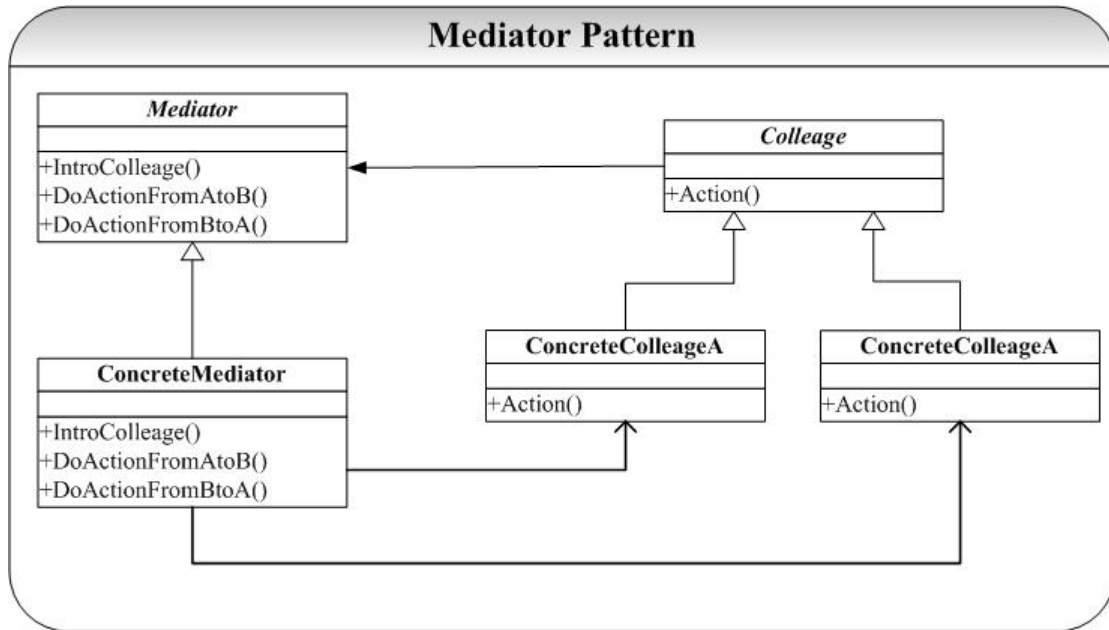 Mediator Pattern
Mediator
+IntroColleage()
+DoActionFromAtoB()
+DoActionFromBtoA()
Colleage
+Action()
ConcreteMediator
+IntroColleage()
+DoActionFromAtoB()
+DoActionFromBtoA()
ConcreteColleageA
+Action()
ConcreteColleageA
+Action()